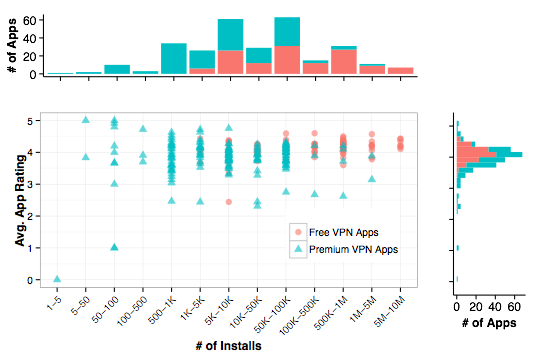 # of Apps
60
40
20
0
Avg. App Rating
5
4
3
2
1
0
Free VPN Apps
Premium VPN Apps
1−5
5−50
50−100
100−500
500−1K
1K−5K
5K−10K
10K−50K
50K−100K
100K−500K
500K−1M
1M−5M
5M−10M
# of Installs
0 20 40 60
# of Apps